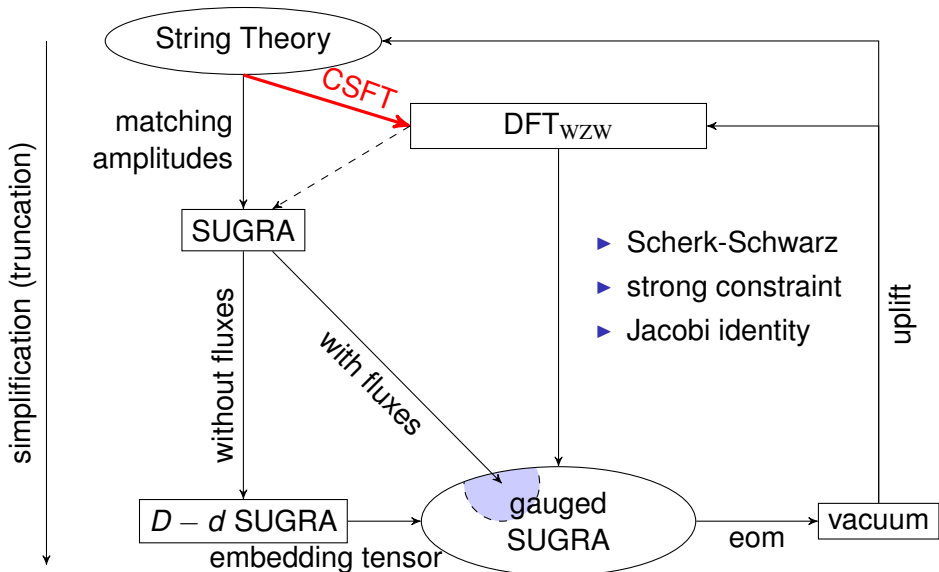 String Theory
CSFT
matching
amplitudes
DFT_WZW
simplification (truncation)
SUGRA
Scherk-Schwarz
strong constraint
Jacobi identity
without fluxes
with fluxes
uplift
D − d SUGRA
embedding tensor
gauged
SUGRA
eom
vacuum